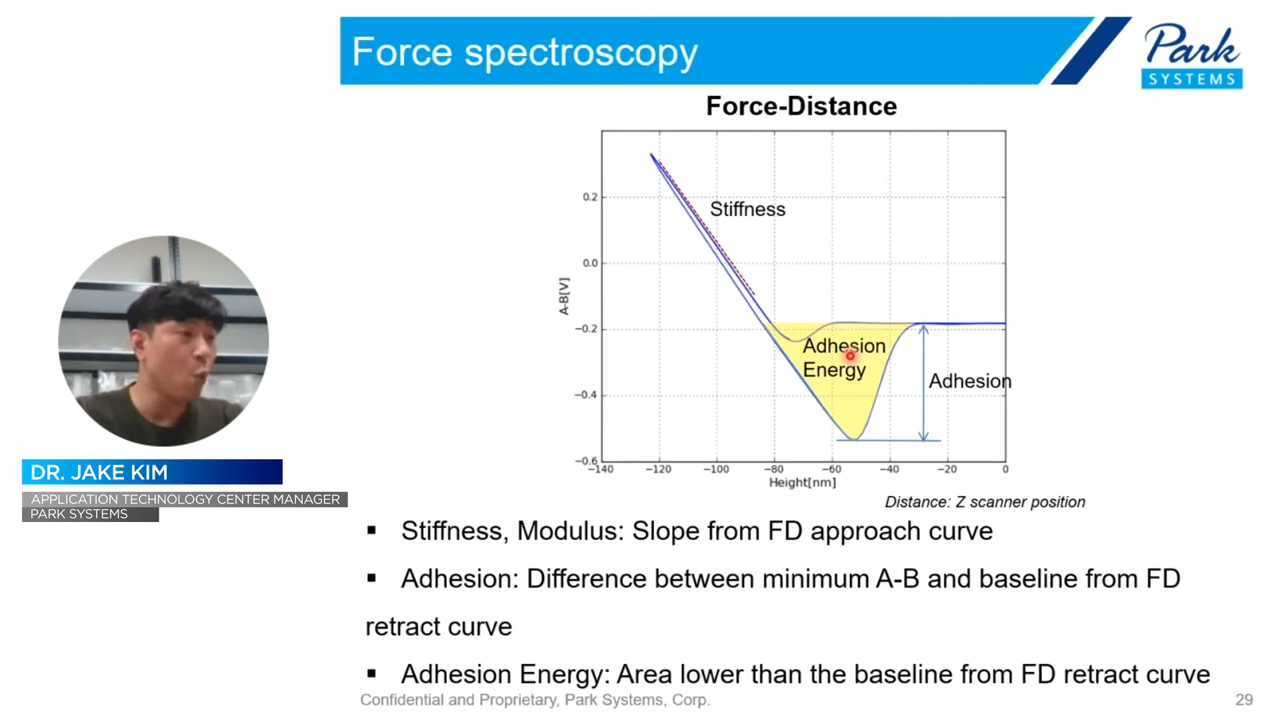 Force spectroscopy
Park
SYSTEMS
Force-Distance
0.2
0.0
−0.2
−0.4
−0.6
A-B[V]
Stiffness
Adhesion
Energy
Adhesion
−140
−120
−100
−80
−60
−40
−20
0
Height[nm]
Distance: Z scanner position
DR. JAKE KIM
APPLICATION TECHNOLOGY CENTER MANAGER
PARK SYSTEMS
▪ Stiffness, Modulus: Slope from FD approach curve
▪ Adhesion: Difference between minimum A-B and baseline from FD
retract curve
▪ Adhesion Energy: Area lower than the baseline from FD retract curve
Confidential and Proprietary, Park Systems, Corp.
29